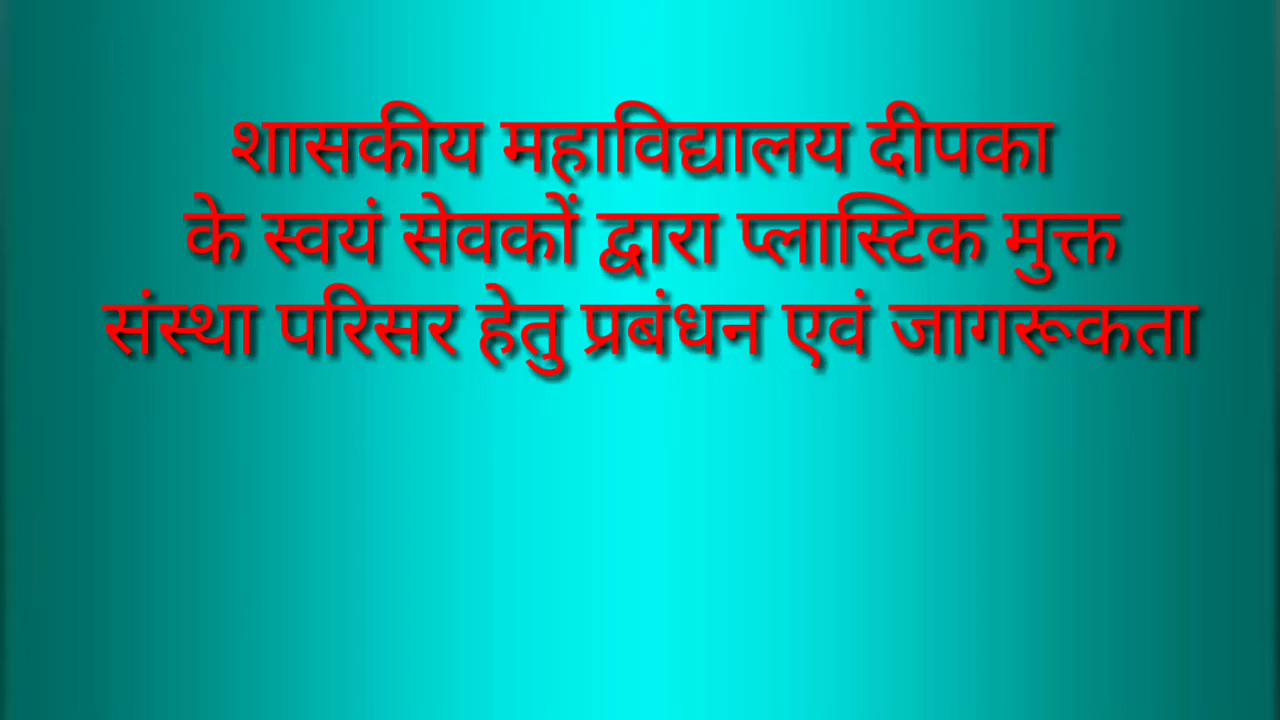 शासकीय महाविद्यालय दीपका
के स्वयं सेवकों द्वारा प्लास्टिक मुक्त
संस्था परिसर हेतु प्रबंधन एवं जागरूकता